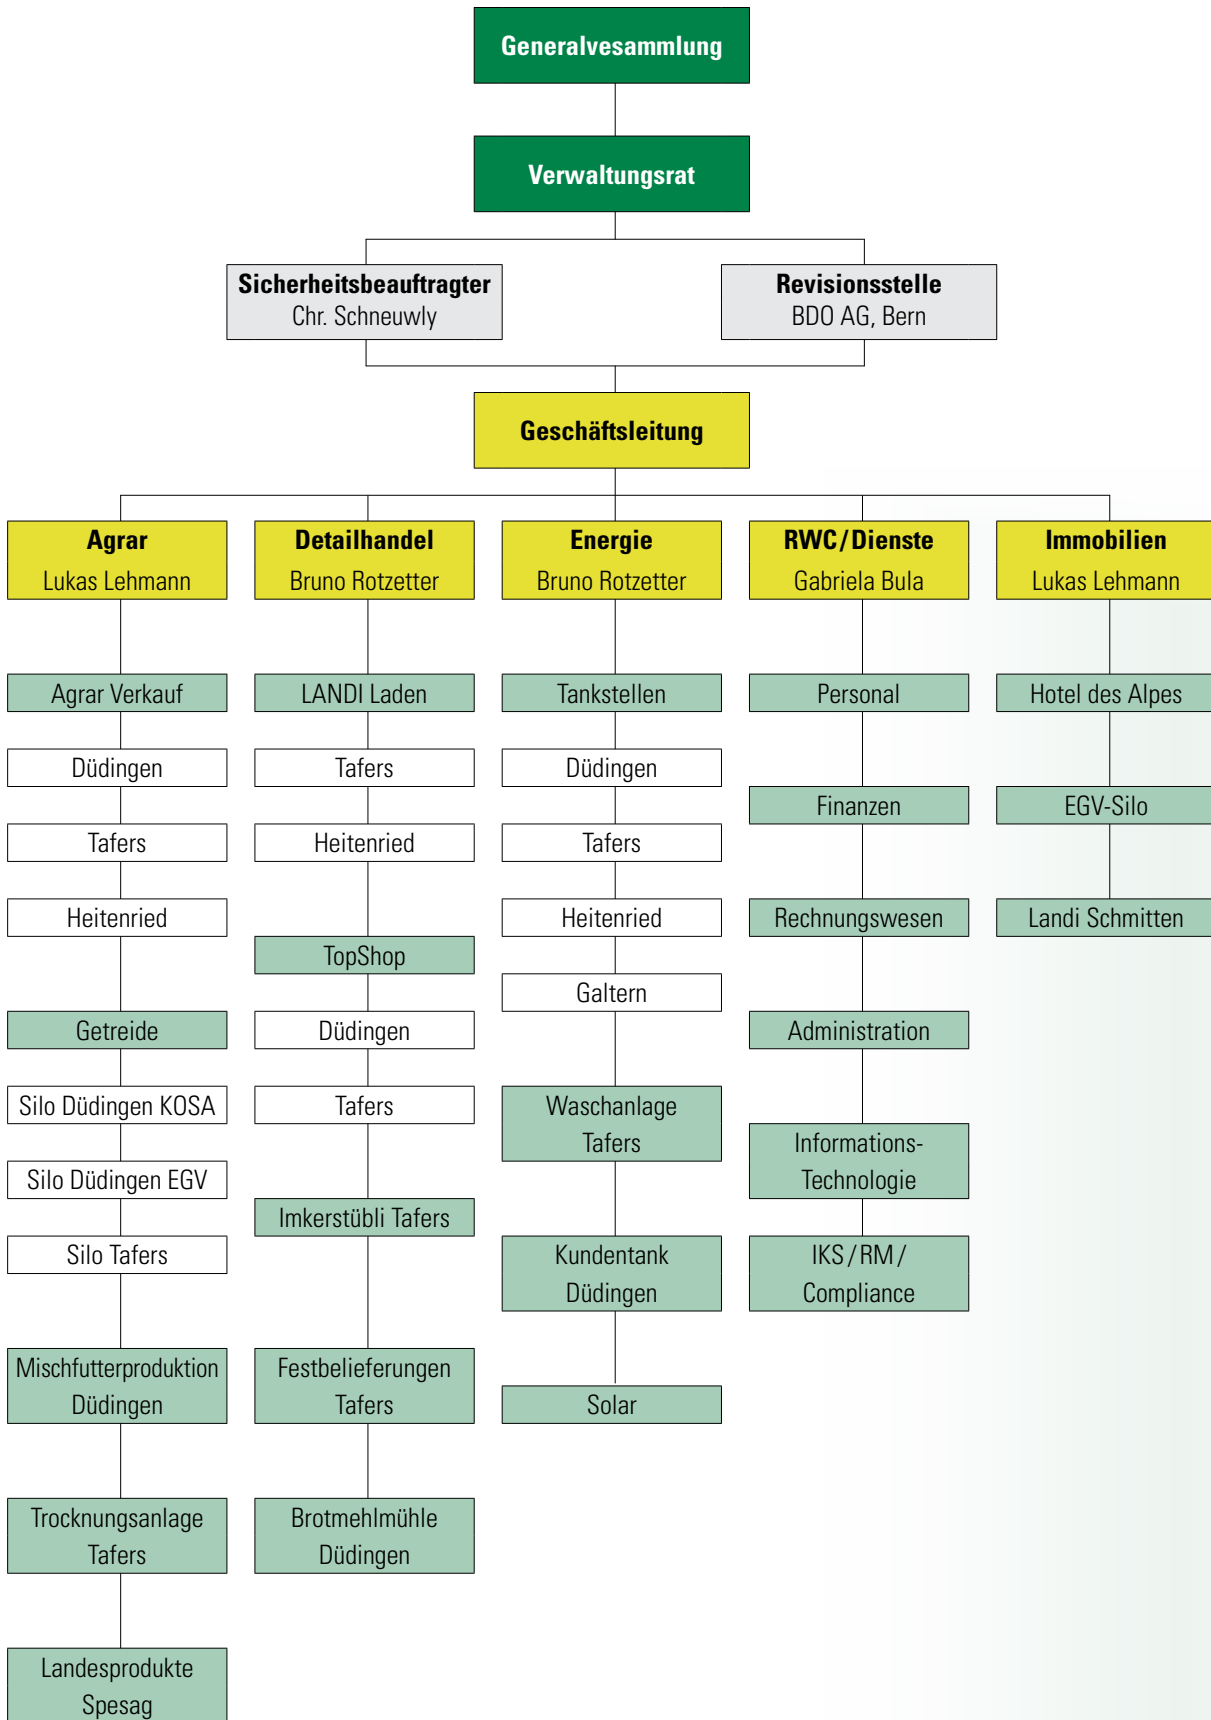 Generalvesammlung
Verwaltungsrat
Sicherheitsbeauftragter
Chr. Schneuwly
Revisionsstelle
BDO AG, Bern
Geschäftsleitung
Agrar
Lukas Lehmann
Agrar Verkauf
Düdingen
Tafers
Heitenried
Getreide
Silo Düdingen KOSA
Silo Düdingen EGV
Silo Tafers
Mischfutterproduktion
Düdingen
Trocknungsanlage
Tafers
Landesprodukte
Spesag
Detailhandel
Bruno Rotzetter
LANDI Laden
Tafers
Heitenried
TopShop
Düdingen
Tafers
Imkerstübli Tafers
Festbelieferungen
Tafers
Brotmehlmühle
Düdingen
Energie
Bruno Rotzetter
Tankstellen
Düdingen
Tafers
Heitenried
Galtern
Waschanlage
Tafers
Kundentank
Düdingen
Solar
RWC/Dienste
Gabriela Bula
Personal
Finanzen
Rechnungswesen
Administration
Informations-
Technologie
IKS/RM/
Compliance
Immobilien
Lukas Lehmann
Hotel des Alpes
EGV-Silo
Landi Schmitten